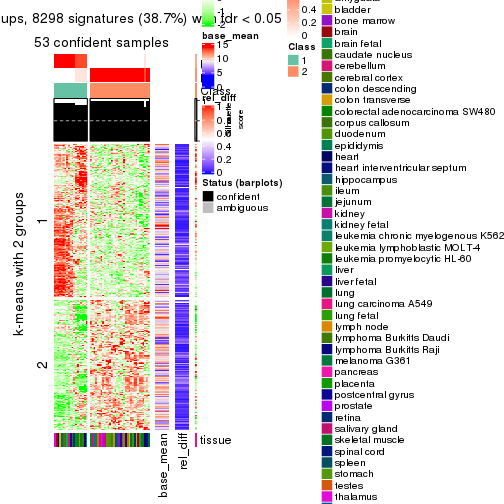 ups, 8298 signatures (38.7%) with fdr < 0.05
53 confident samples
k-means with 2 groups
1
2
base_mean
rel_diff
tissue
-1
-2
base_mean
15
10
5
0
Class
rel_diff
1
0.8
0.6
0.4
0.2
0
Silhouette
score
Status (barplots)
confident
ambiguous
0.4
0.2
0
Class
1
2
bladder
bone marrow
brain
brain fetal
caudate nucleus
cerebellum
cerebral cortex
colon descending
colon transverse
colorectal adenocarcinoma SW480
corpus callosum
duodenum
epididymis
heart
heart interventricular septum
hippocampus
ileum
jejunum
kidney
kidney fetal
leukemia chronic myelogenous K562
leukemia lymphoblastic MOLT-4
leukemia promyelocytic HL-60
liver
liver fetal
lung
lung carcinoma A549
lung fetal
lymph node
lymphoma Burkitts Daudi
lymphoma Burkitts Raji
melanoma G361
pancreas
placenta
postcentral gyrus
prostate
retina
salivary gland
skeletal muscle
spinal cord
spleen
stomach
testes
thalamus